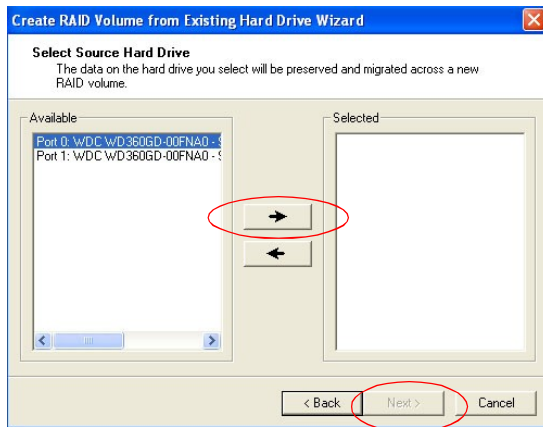 Create RAID Volume from Existing Hard Drive Wizard
Select Source Hard Drive
The data on the hard drive you select will be preserved and migrated across a new
RAID volume.
Available
Selected
Port 0: WDC WD360GD-00FNA0 - S
Port 1: WDC WD360GD-00FNA0 - S
< Back
Next >
Cancel